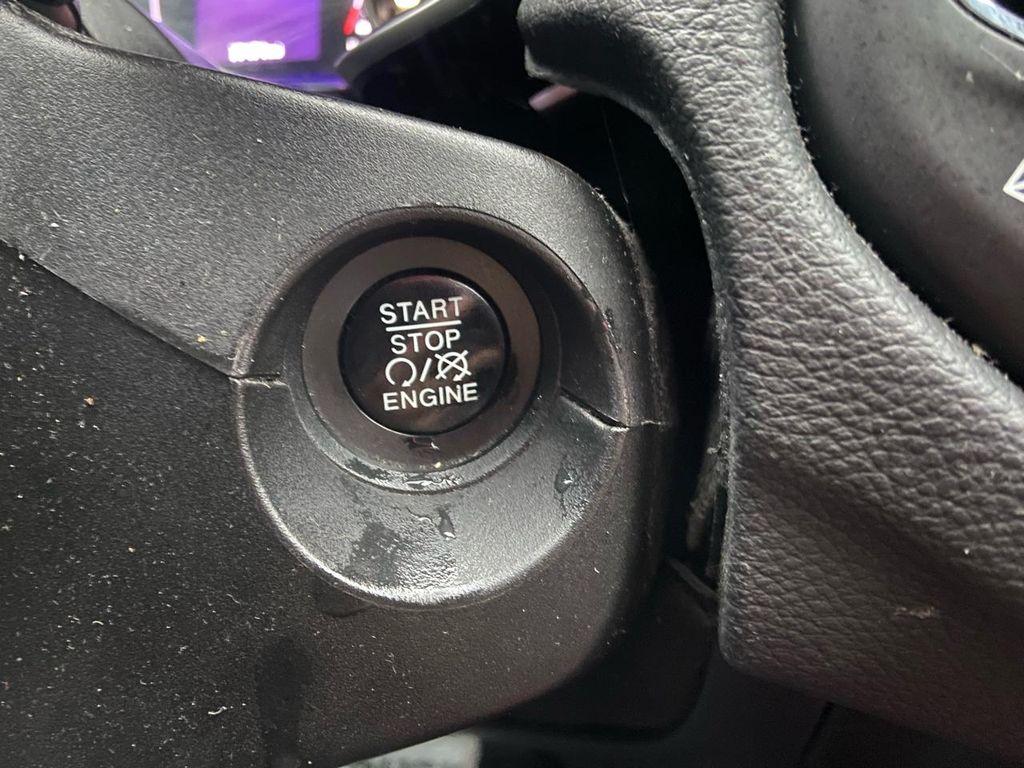 START
STOP
/
ENGINE